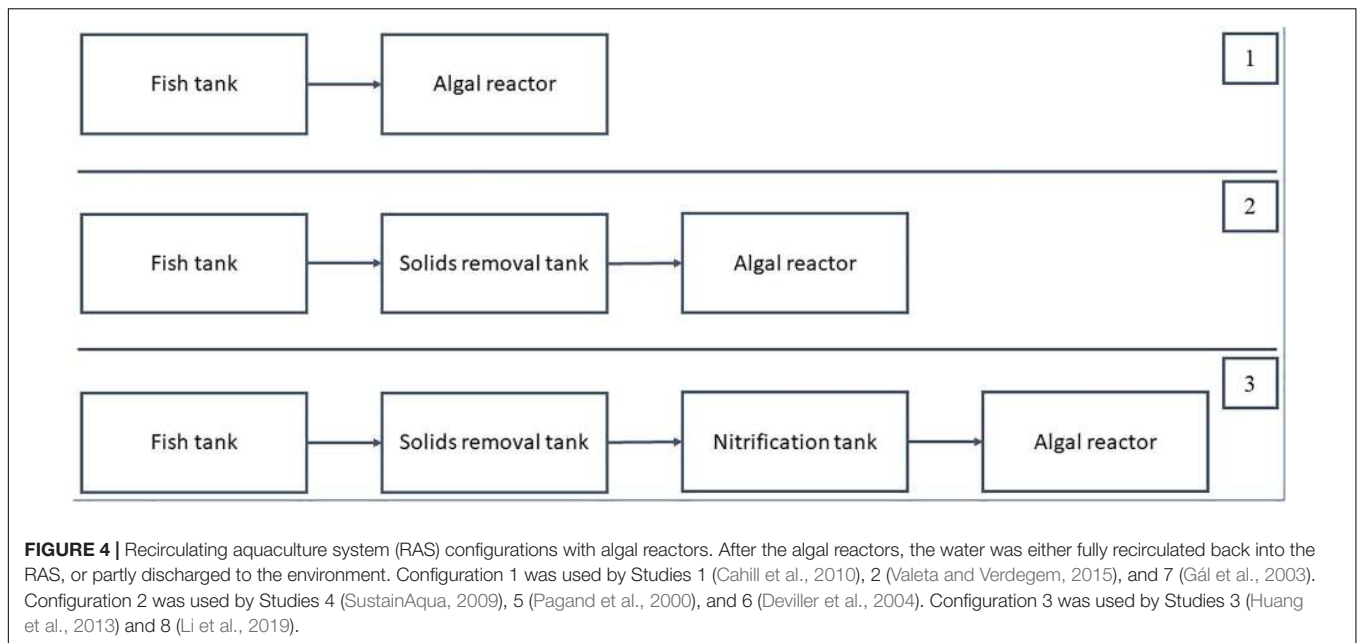 1
Fish tank Algal reactor
2
Fish tank Solids removal tank Algal reactor
3
Fish tank Solids removal tank Nitrification tank Algal reactor
FIGURE 4 | Recirculating aquaculture system (RAS) configurations with algal reactors. After the algal reactors, the water was either fully recirculated back into the
RAS, or partly discharged to the environment. Configuration 1 was used by Studies 1 (Cahill et al., 2010), 2 (Valeta and Verdegem, 2015), and 7 (Gál et al., 2003).
Configuration 2 was used by Studies 4 (SustainAqua, 2009), 5 (Pagand et al., 2000), and 6 (Deviller et al., 2004). Configuration 3 was used by Studies 3 (Huang
et al., 2013) and 8 (Li et al., 2019).